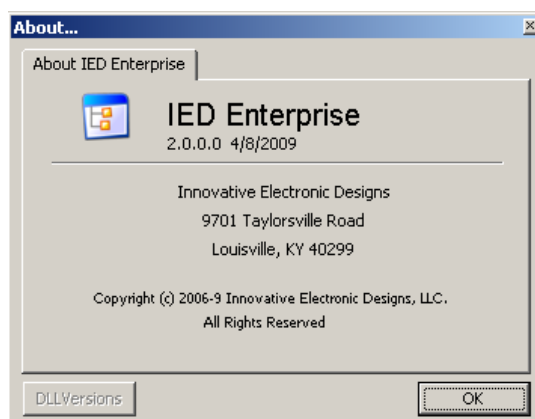 About...
About IED Enterprise
IED Enterprise
2.0.0.0 4/8/2009
Innovative Electronic Designs
9701 Taylorsville Road
Louisville, KY 40299
Copyright (c) 2006-9 Innovative Electronic Designs, LLC.
All Rights Reserved
DLLVersions
OK